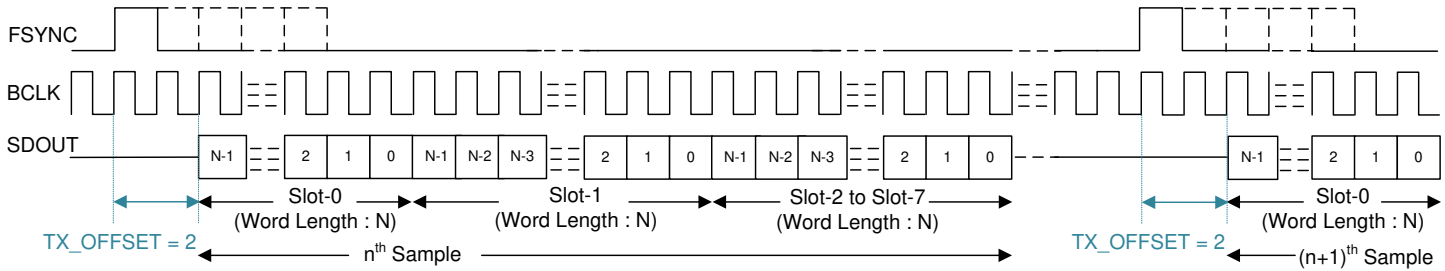 FSYNC
BCLK
SDOUT
N-1 2 1 0 N-1 N-2 N-3 2 1 0 N-1 N-2 N-3 2 1 0 N-1 2 1 0
Slot-0 Slot-1 Slot-2 to Slot-7 Slot-0
(Word Length : N) (Word Length : N) (Word Length : N) (Word Length : N)
TX_OFFSET = 2 TX_OFFSET = 2
nth Sample (n+1)th Sample